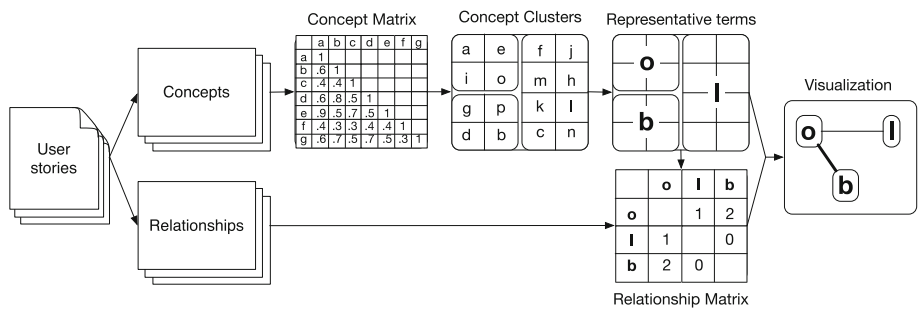 Concept Matrix
Concept Clusters
Representative terms
a b c d e f g
a 1
b .6 1
c .4 .4 1
d .6 .8 .5 1
e .9 .5 .7 .5 1
f .4 .3 .3 .4 .4 1
g .6 .7 .5 .7 .5 .3 1
a e f j
i o m h
g p k l
d b c n
o
l
b
Concepts
Visualization
o l
b
User
stories
Relationships
o l b
o 1 2
l 1 0
b 2 0
Relationship Matrix